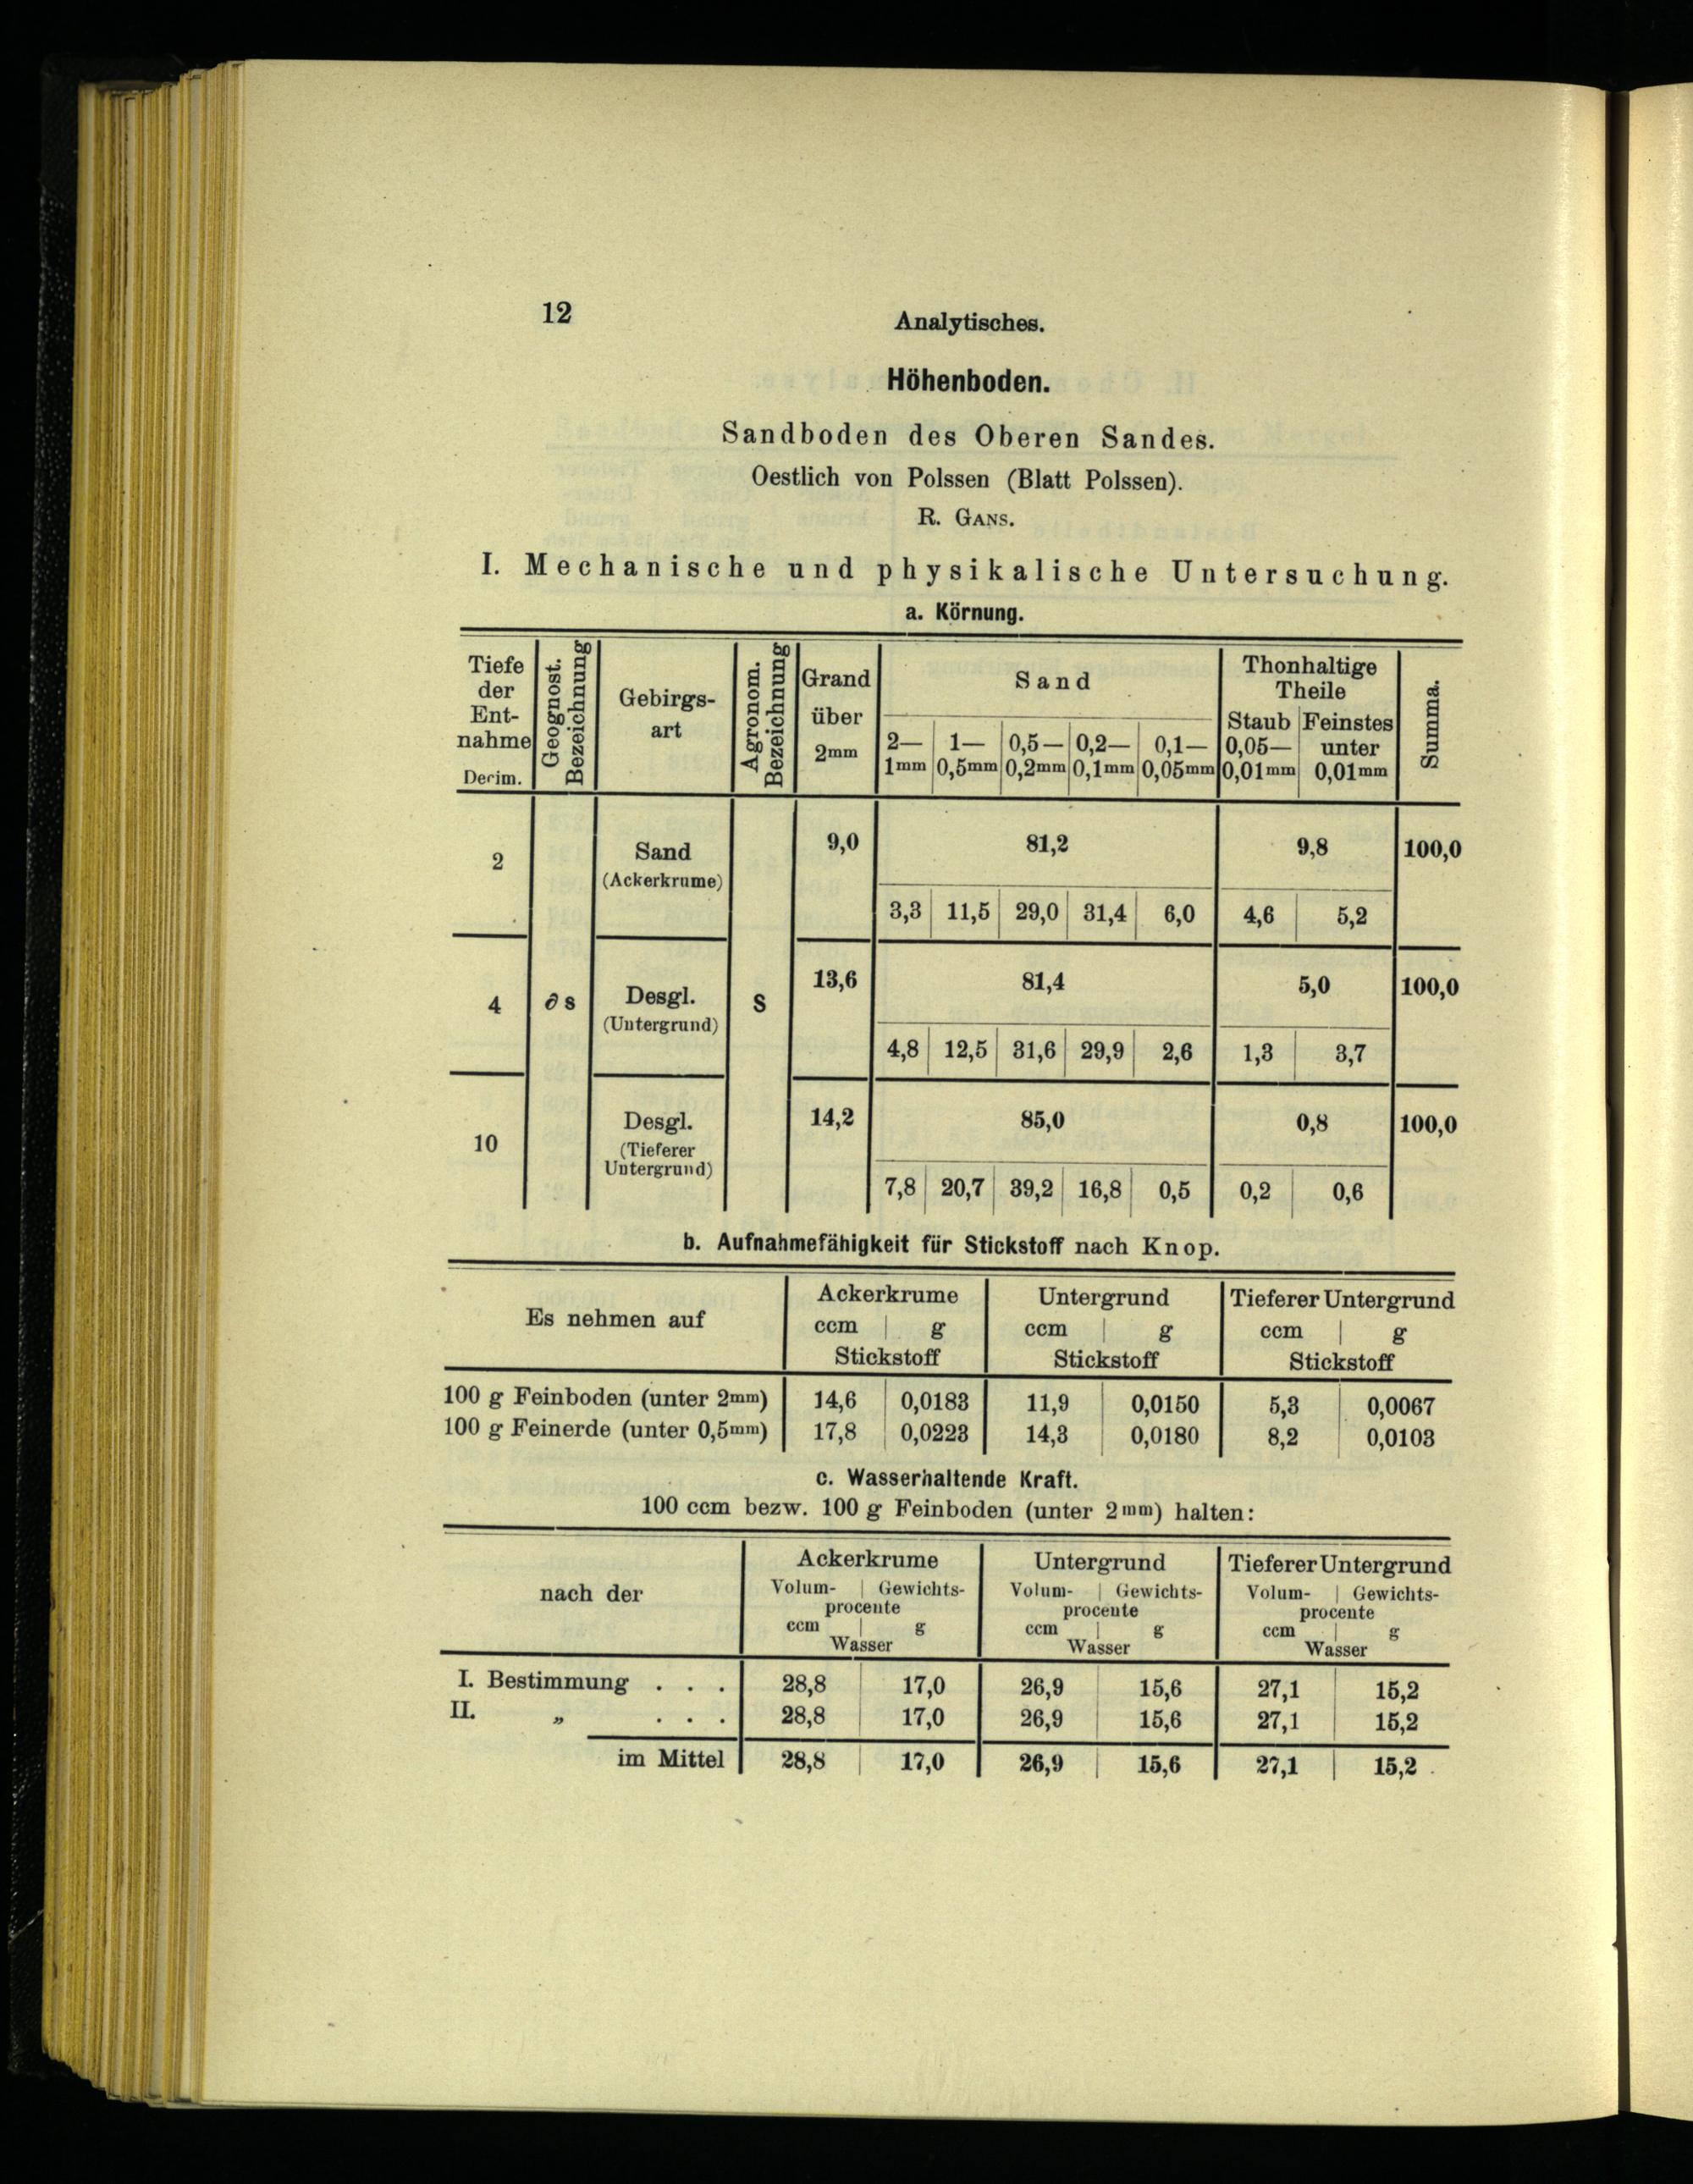 12
Analytisches.
Höhenboden.
Sandboden des Oberen Sandes.
Oestlich von Polssen (Blatt Polssen).
R. GANS.
I. Mechanische und physikalische Untersuchung.
a. Körnung.
Tiefe der Ent- nahme Decim. | Geognost. Bezeichnung | Gebirgs- art | Agronom. Bezeichnung | Grand über 2mm | Sand | Thonhaltige Theile | Summa.
Staub | Feinstes
2— 1mm | 1— 0,5mm | 0,5— 0,2mm | 0,2— 0,1mm | 0,1— 0,05mm | 0,05— 0,01mm | unter 0,01mm
2 | Sand (Ackerkrume) | 9,0 | 81,2 | 9,8 | 100,0
3,3 | 11,5 | 29,0 | 31,4 | 6,0 | 4,6 | 5,2
4 | ∂s | Desgl. (Untergrund) | S | 13,6 | 81,4 | 5,0 | 100,0
4,8 | 12,5 | 31,6 | 29,9 | 2,6 | 1,3 | 3,7
10 | Desgl. (Tieferer Untergrund) | 14,2 | 85,0 | 0,8 | 100,0
7,8 | 20,7 | 39,2 | 16,8 | 0,5 | 0,2 | 0,6
b. Aufnahmefähigkeit für Stickstoff nach Knop.
Es nehmen auf | Ackerkrume | Untergrund | Tieferer Untergrund
ccm | g | ccm | g | ccm | g
Stickstoff | Stickstoff | Stickstoff
100 g Feinboden (unter 2mm) | 14,6 | 0,0183 | 11,9 | 0,0150 | 5,3 | 0,0067
100 g Feinerde (unter 0,5mm) | 17,8 | 0,0223 | 14,3 | 0,0180 | 8,2 | 0,0103
c. Wasserhaltende Kraft.
100 ccm bezw. 100 g Feinboden (unter 2mm) halten:
nach der | Ackerkrume | Untergrund | Tieferer Untergrund
Volum- | Gewichts- | Volum- | Gewichts- | Volum- | Gewichts-
procente | procente | procente
ccm | g | ccm | g | ccm | g
Wasser | Wasser | Wasser
I. Bestimmung . . . | 28,8 | 17,0 | 26,9 | 15,6 | 27,1 | 15,2
II. „ . . . | 28,8 | 17,0 | 26,9 | 15,6 | 27,1 | 15,2
im Mittel | 28,8 | 17,0 | 26,9 | 15,6 | 27,1 | 15,2